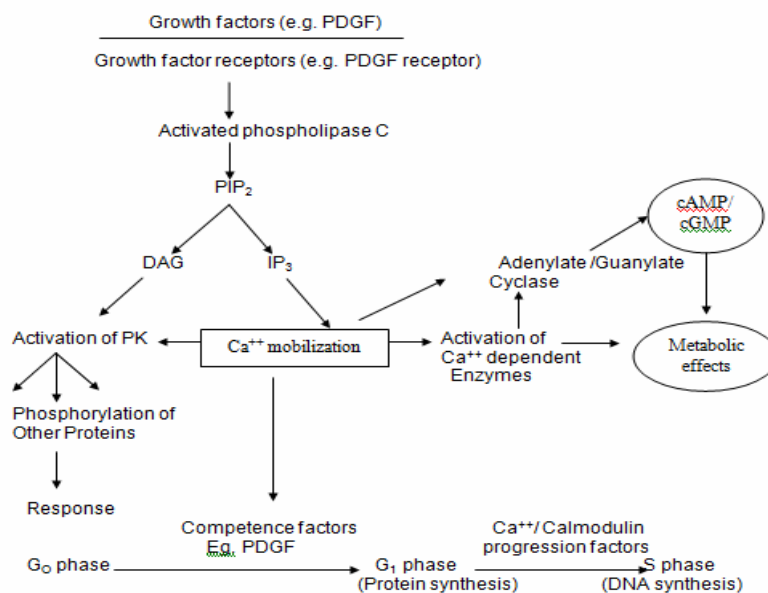 Growth factors (e.g. PDGF)
Growth factor receptors (e.g. PDGF receptor)
Activated phospholipase C
PIP₂
DAG
IP₃
cAMP/
cGMP
Adenylate /Guanylate
Cyclase
Activation of PK
Ca⁺⁺ mobilization
Activation of
Ca⁺⁺ dependent
Enzymes
Metabolic
effects
Phosphorylation of
Other Proteins
Response
Competence factors
Eg, PDGF
Ca⁺⁺/ Calmodulin
progression factors
G₀ phase
G₁ phase
(Protein synthesis)
S phase
(DNA synthesis)